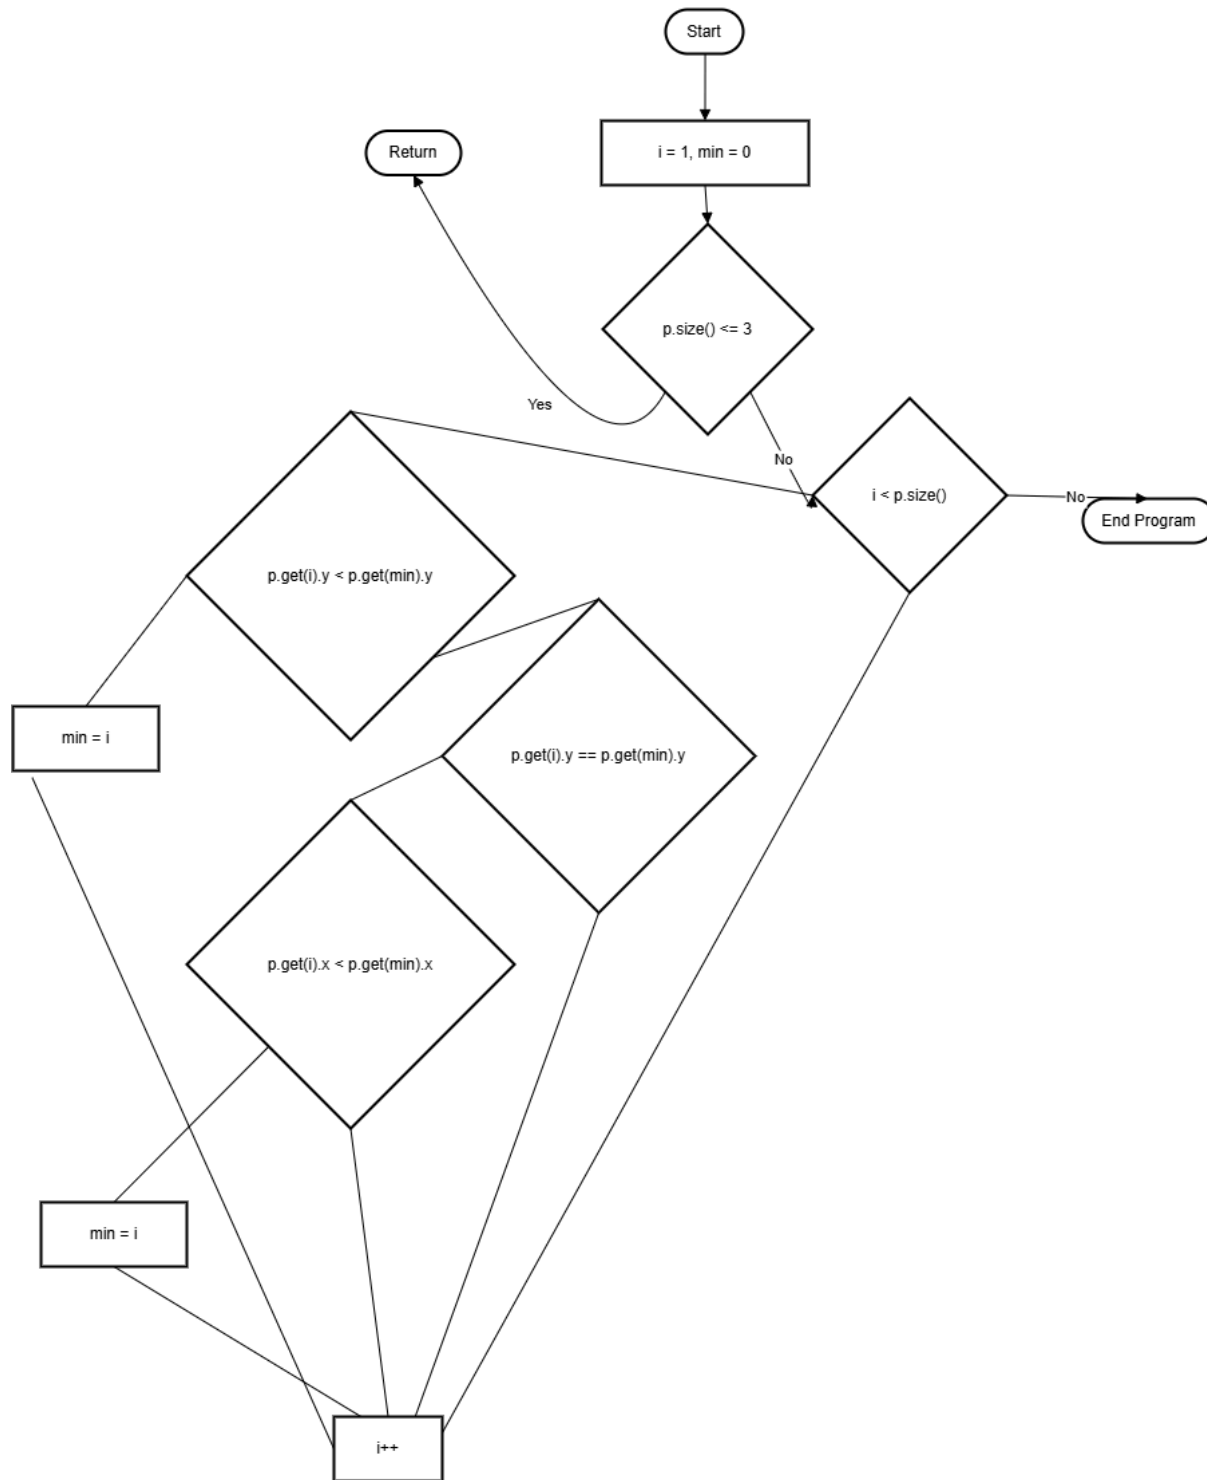 Start
i = 1, min = 0
Return
p.size() <= 3
Yes
No
i < p.size()
No
End Program
p.get(i).y < p.get(min).y
min = i
p.get(i).y == p.get(min).y
p.get(i).x < p.get(min).x
min = i
i++